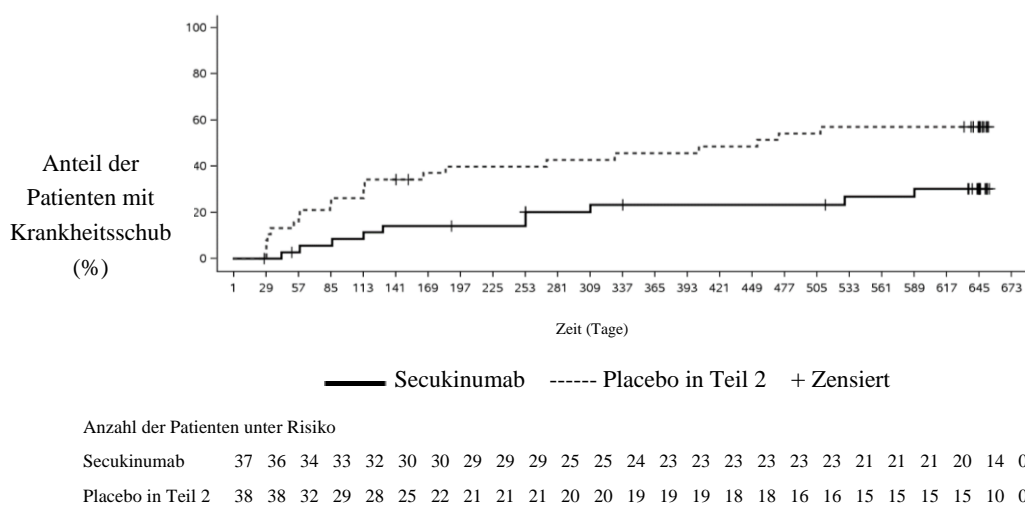 100
80
60
40
20
0
Anteil der
Patienten mit
Krankheitsschub
(%)
1 29 57 85 113 141 169 197 225 253 281 309 337 365 393 421 449 477 505 533 561 589 617 645 673
Zeit (Tage)
Secukinumab Placebo in Teil 2 + Zensiert
Anzahl der Patienten unter Risiko
Secukinumab 37 36 34 33 32 30 30 29 29 29 25 25 24 23 23 23 23 23 23 21 21 21 20 14 0
Placebo in Teil 2 38 38 32 29 28 25 22 21 21 21 20 20 19 19 19 18 18 16 16 15 15 15 15 10 0